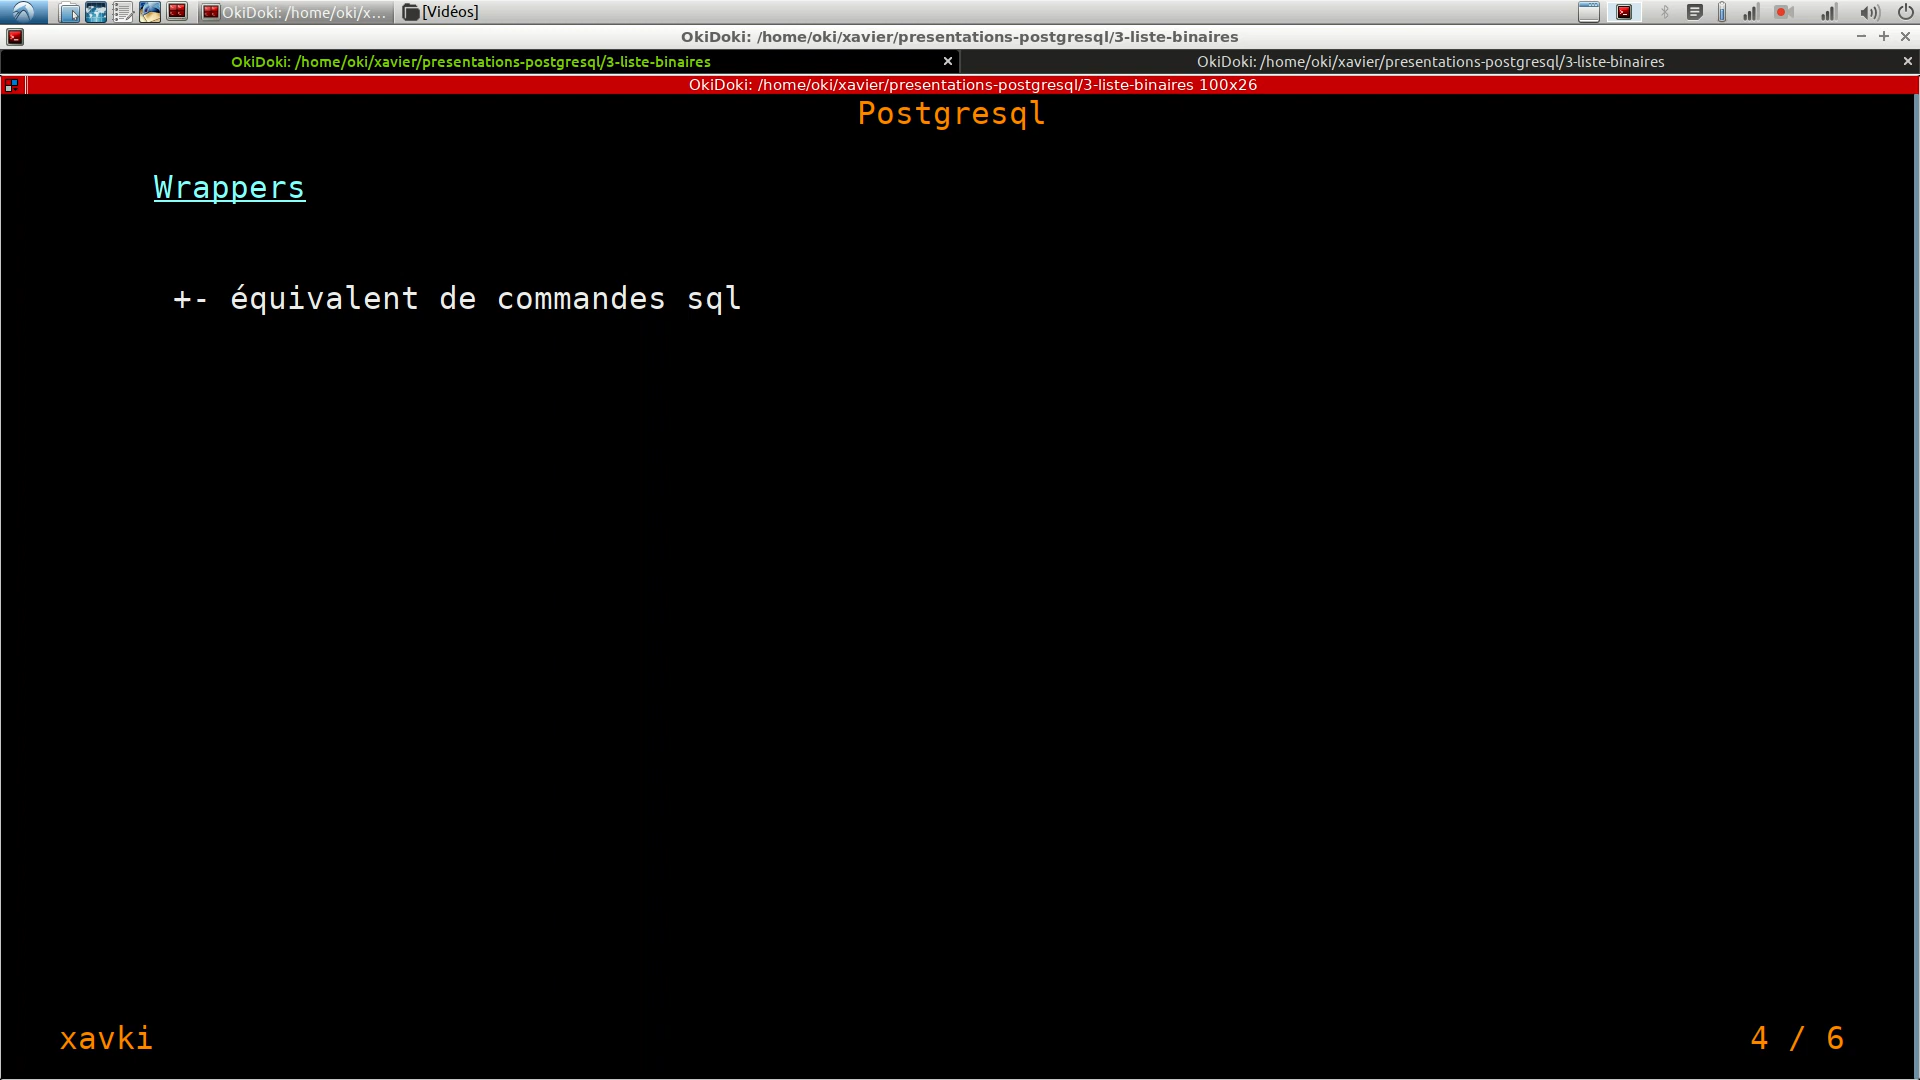 OkiDoki: /home/oki/x...
[Vidéos]
OkiDoki: /home/oki/xavier/presentations-postgresql/3-liste-binaires
OkiDoki: /home/oki/xavier/presentations-postgresql/3-liste-binaires
OkiDoki: /home/oki/xavier/presentations-postgresql/3-liste-binaires
OkiDoki: /home/oki/xavier/presentations-postgresql/3-liste-binaires 100x26
Postgresql
Wrappers
+- équivalent de commandes sql
xavki
4 / 6